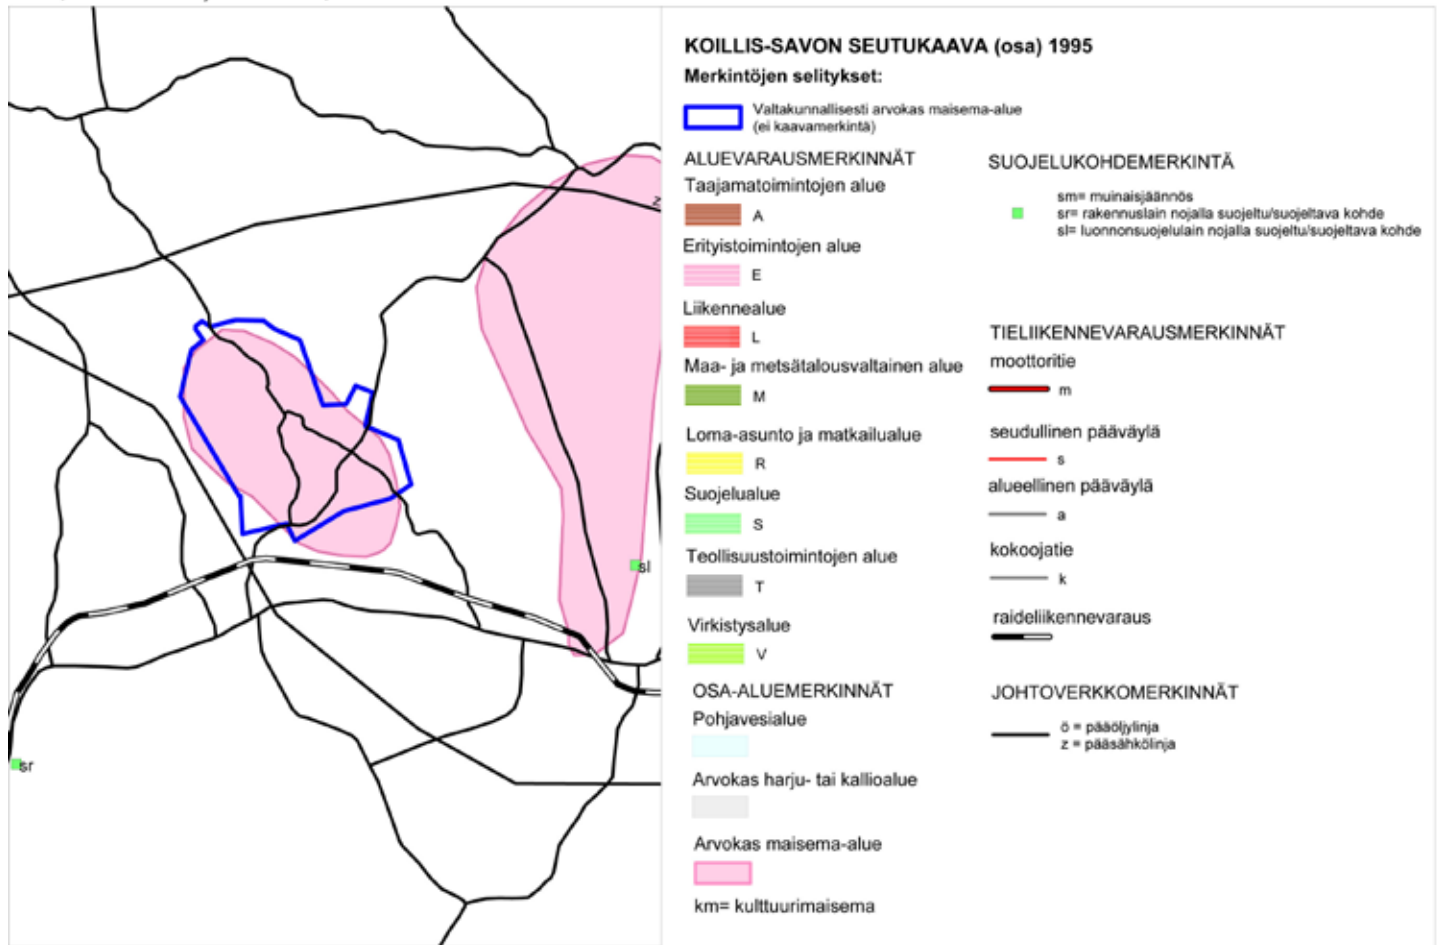 z
sl
sr
KOILLIS-SAVON SEUTUKAAVA (osa) 1995
Merkintöjen selitykset:
Valtakunnallisesti arvokas maisema-alue
(ei kaavamerkintä)
ALUEVARAUSMERKINNÄT
Taajamatoimintojen alue
A
Erityistoimintojen alue
E
Liikennealue
L
Maa- ja metsätalousvaltainen alue
M
Loma-asunto ja matkailualue
R
Suojelualue
S
Teollisuustoimintojen alue
T
Virkistysalue
V
OSA-ALUEMERKINNÄT
Pohjavesialue
Arvokas harju- tai kallioalue
Arvokas maisema-alue
km= kulttuurimaisema
SUOJELUKOHDEMERKINTÄ
sm= muinaisjäännös
sr= rakennuslain nojalla suojeltu/suojeltava kohde
sl= luonnonsuojelulain nojalla suojeltu/suojeltava kohde
TIELIIKENNEVARAUSMERKINNÄT
moottoritie
m
seudullinen pääväylä
s
alueellinen pääväylä
a
kokoojatie
k
raideliikennevaraus
JOHTOVERKKOMERKINNÄT
ö = pääöljylinja
z = pääsähkölinja